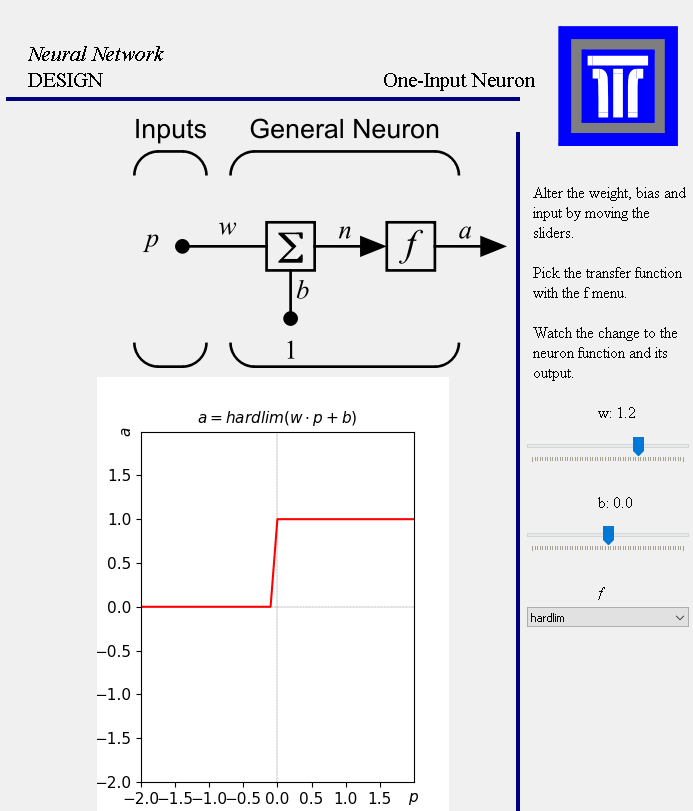 Neural Network
DESIGN
One-Input Neuron
Inputs
General Neuron
Alter the weight, bias and
input by moving the
sliders.
Pick the transfer function
with the f menu.
Watch the change to the
neuron function and its
output.
p
w
Σ
n
f
a
b
1
a = hardlim(w · p + b)
a
1.5
1.0
0.5
0.0
−0.5
−1.0
−1.5
−2.0
−2.0 −1.5 −1.0 −0.5 0.0 0.5 1.0 1.5 p
w: 1.2
b: 0.0
f
hardlim